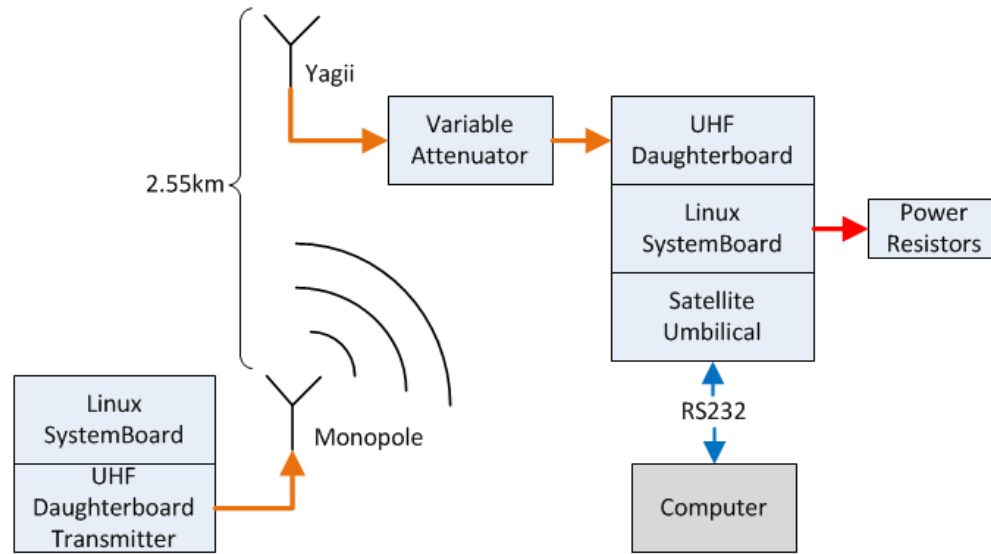 Yagii
Variable
Attenuator
UHF
Daughterboard
2.55km
Linux
SystemBoard
Power
Resistors
Satellite
Umbilical
Linux
SystemBoard
Monopole
RS232
UHF
Daughterboard
Transmitter
Computer